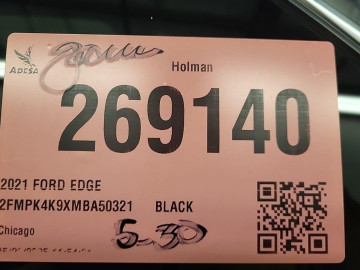 ADESA
Holman
269140
2021 FORD EDGE
2FMPK4K9XMBA50321 BLACK
Chicago
5-30